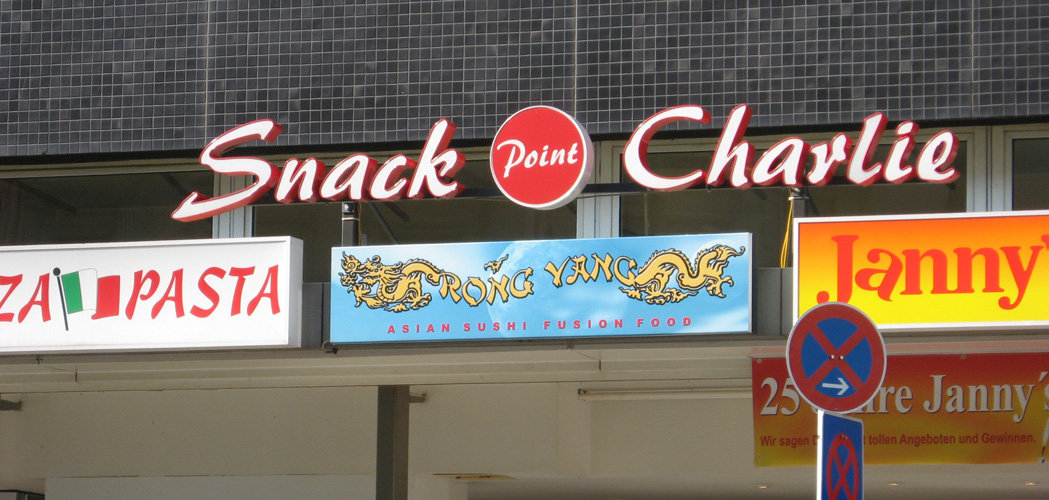 Snack Point Charlie
ZA PASTA
RONG YANG
ASIAN SUSHI FUSION FOOD
Janny'
25 Janny´s
Wir sagen tollen Angeboten und Gewinnen.